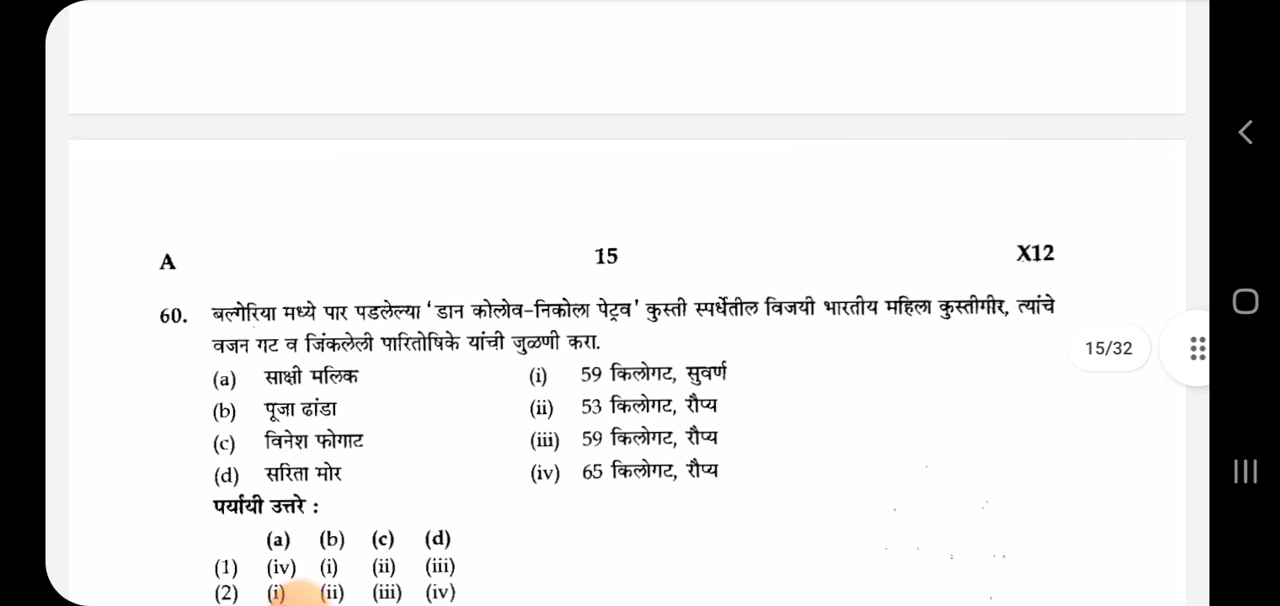 A 15 X12
60. बल्गेरिया मध्ये पार पडलेल्या 'डान कोलोव-निकोला पेट्रव' कुस्ती स्पर्धेतील विजयी भारतीय महिला कुस्तीगीर, त्यांचे
वजन गट व जिंकलेली पारितोषिके यांची जुळणी करा.
15/32
(a) साक्षी मलिक (i) 59 किलोगट, सुवर्ण
(b) पूजा ढांडा (ii) 53 किलोगट, रौप्य
(c) विनेश फोगाट (iii) 59 किलोगट, रौप्य
(d) सरिता मोर (iv) 65 किलोगट, रौप्य
पर्यायी उत्तरे :
(a) (b) (c) (d)
(1) (iv) (i) (ii) (iii)
(2) (i) (ii) (iii) (iv)